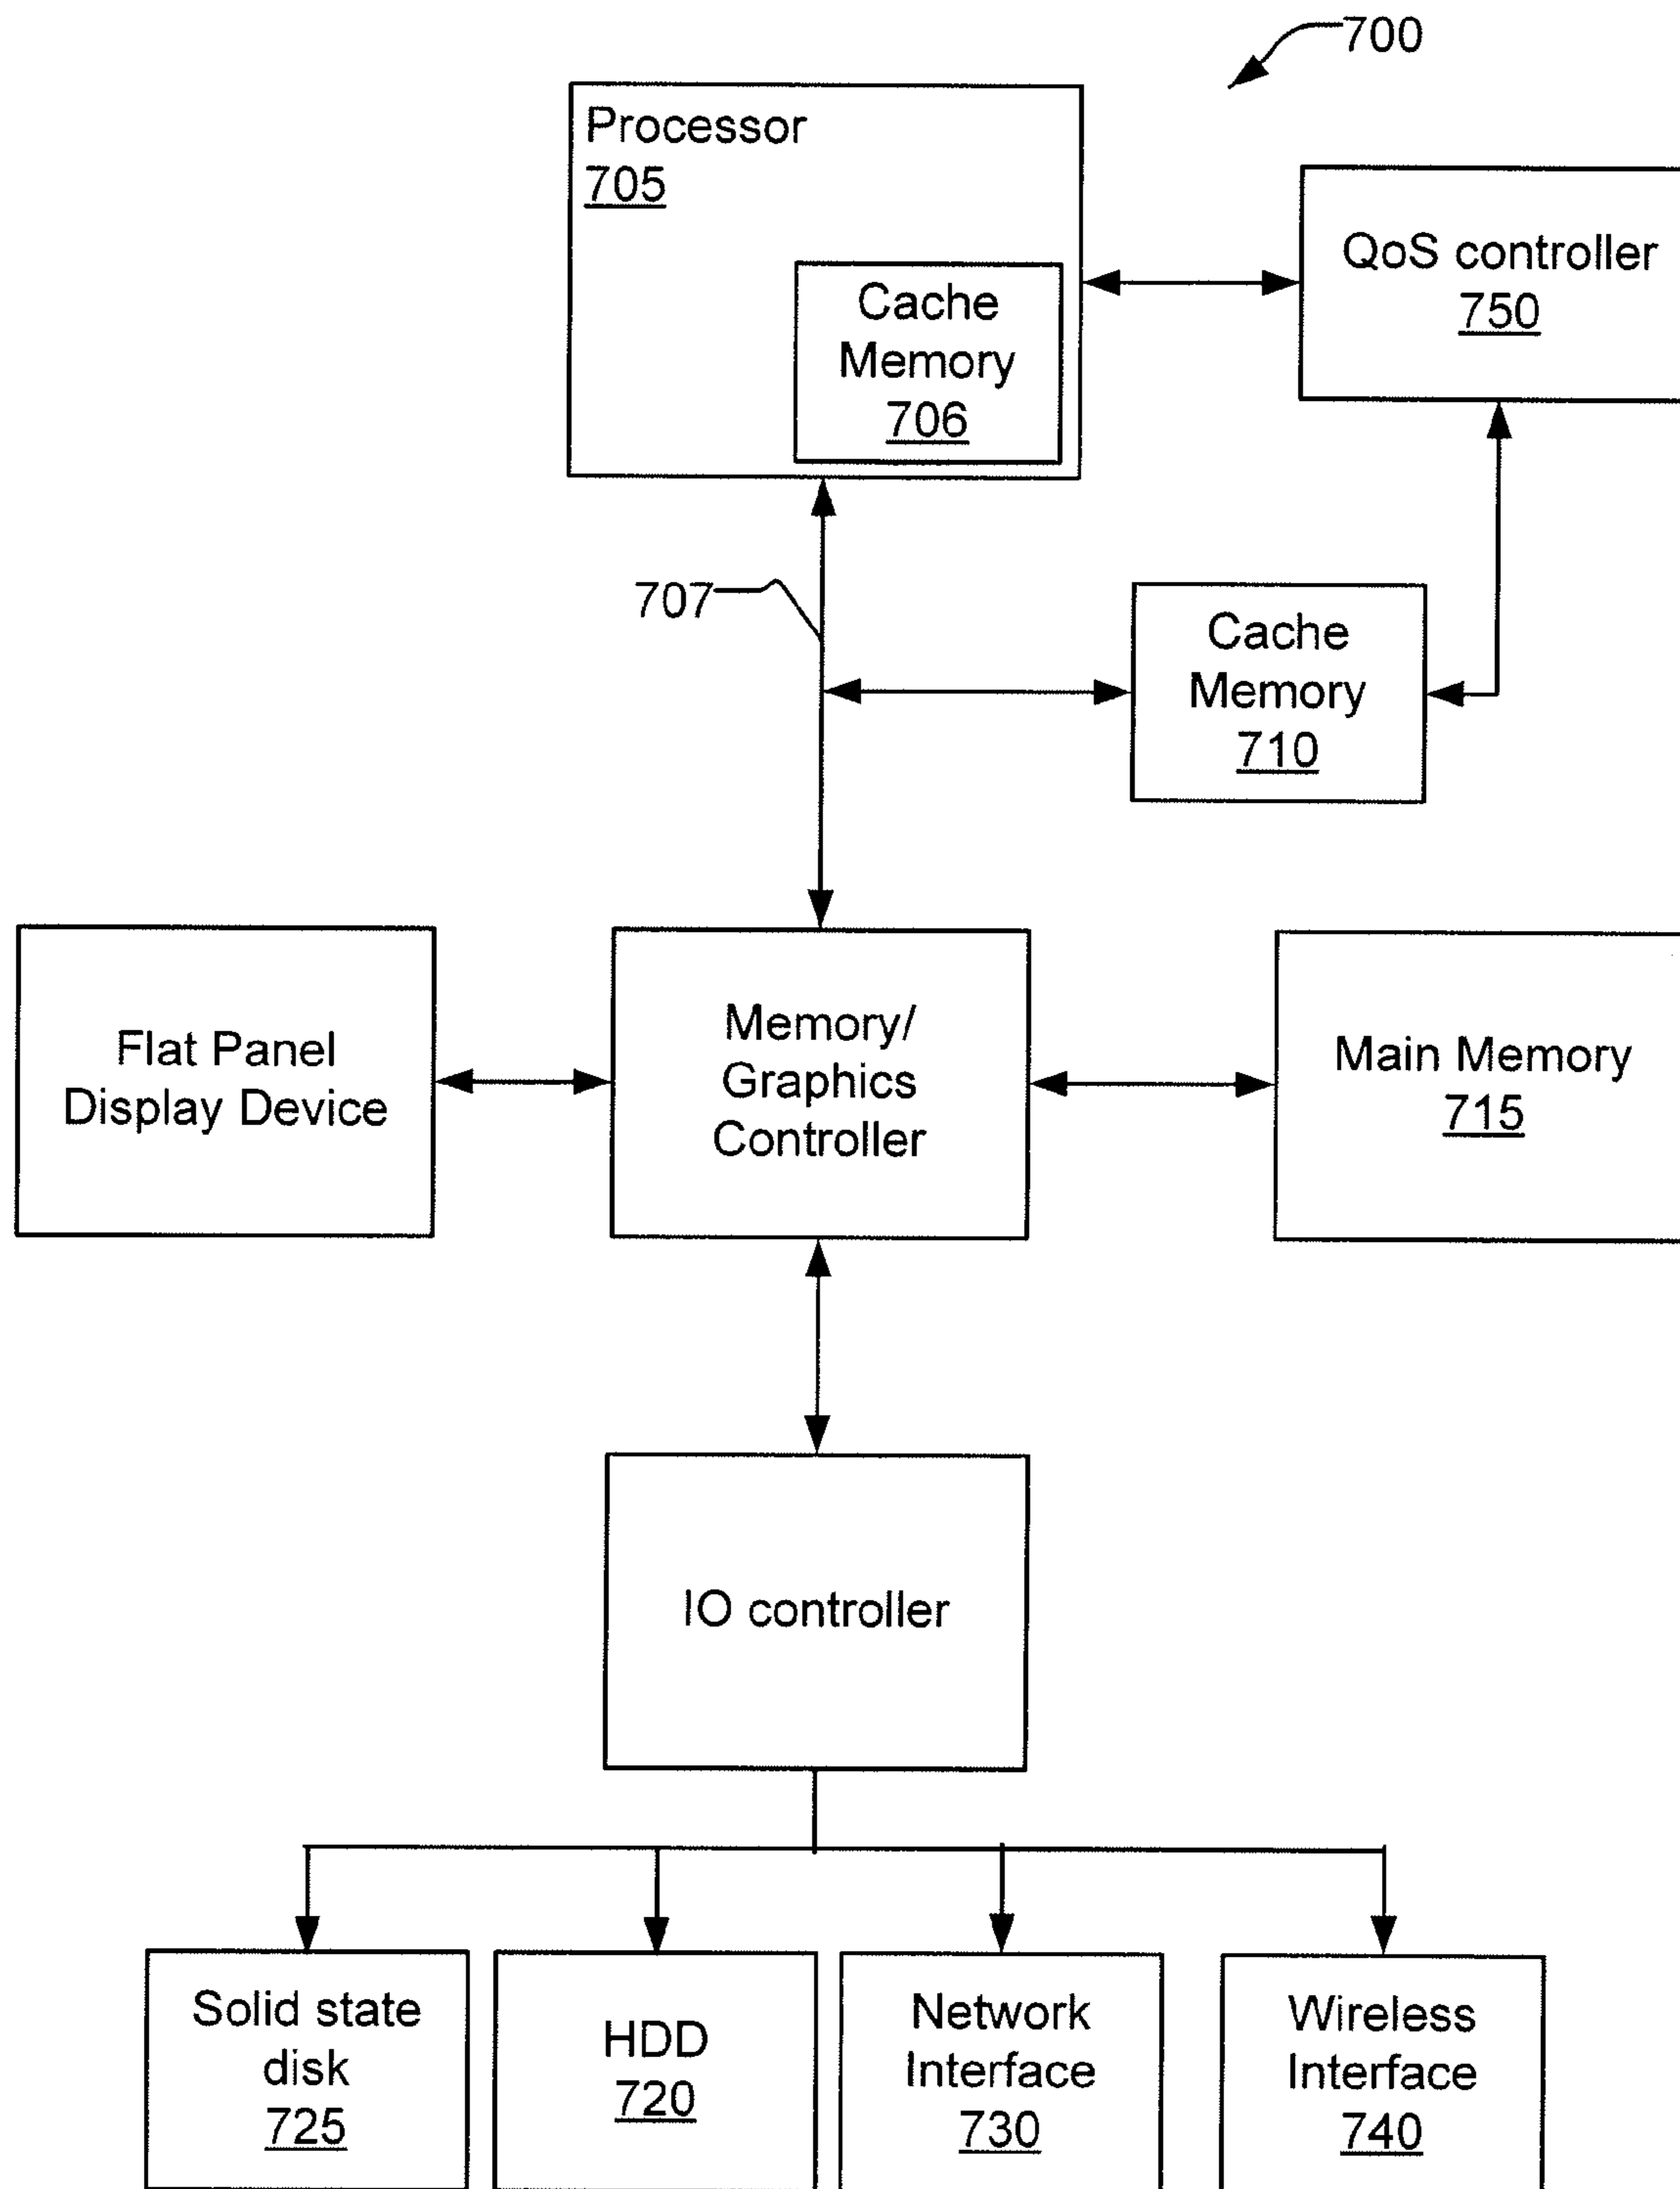 700
Processor
705
Cache
Memory
706
QoS controller
750
707
Cache
Memory
710
Flat Panel
Display Device
Memory/
Graphics
Controller
Main Memory
715
IO controller
Solid state
disk
725
HDD
720
Network
Interface
730
Wireless
Interface
740